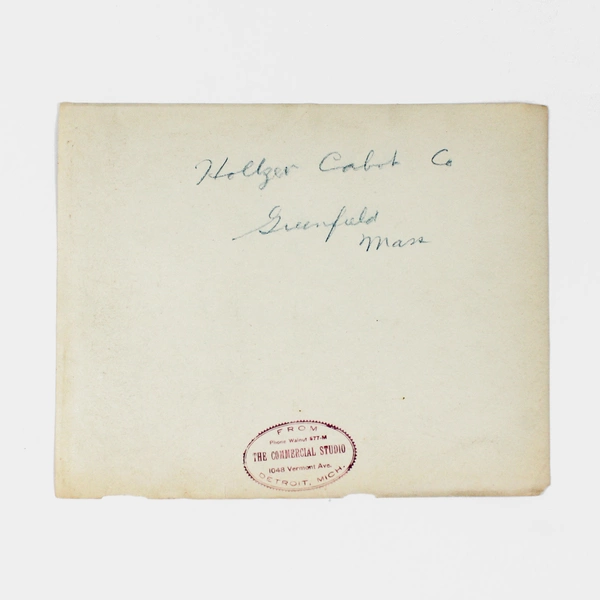 Holtzer Cabot Co
Greenfield
Mass
FROM
Phone Walnut 677-M
THE COMMERCIAL STUDIO
1048 Vermont Ave.
DETROIT, MICH.